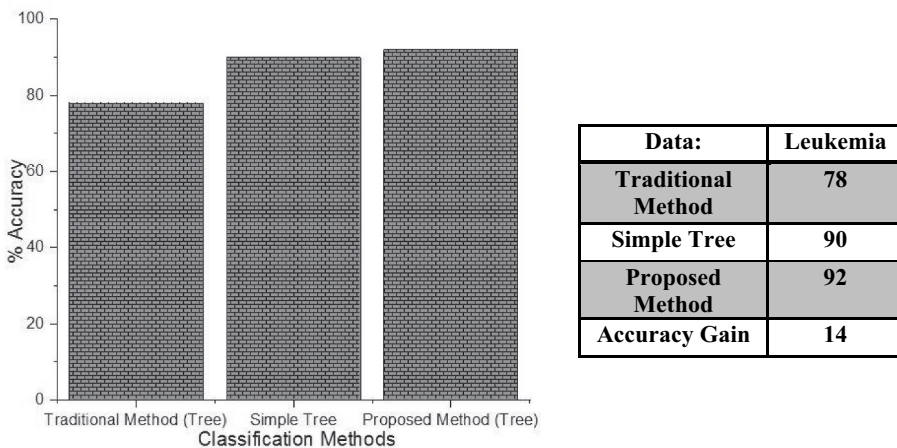 100
80
60
40
20
0
% Accuracy
Traditional Method (Tree) Simple Tree Proposed Method (Tree)
Classification Methods
Data: Leukemia
Traditional Method 78
Simple Tree 90
Proposed Method 92
Accuracy Gain 14